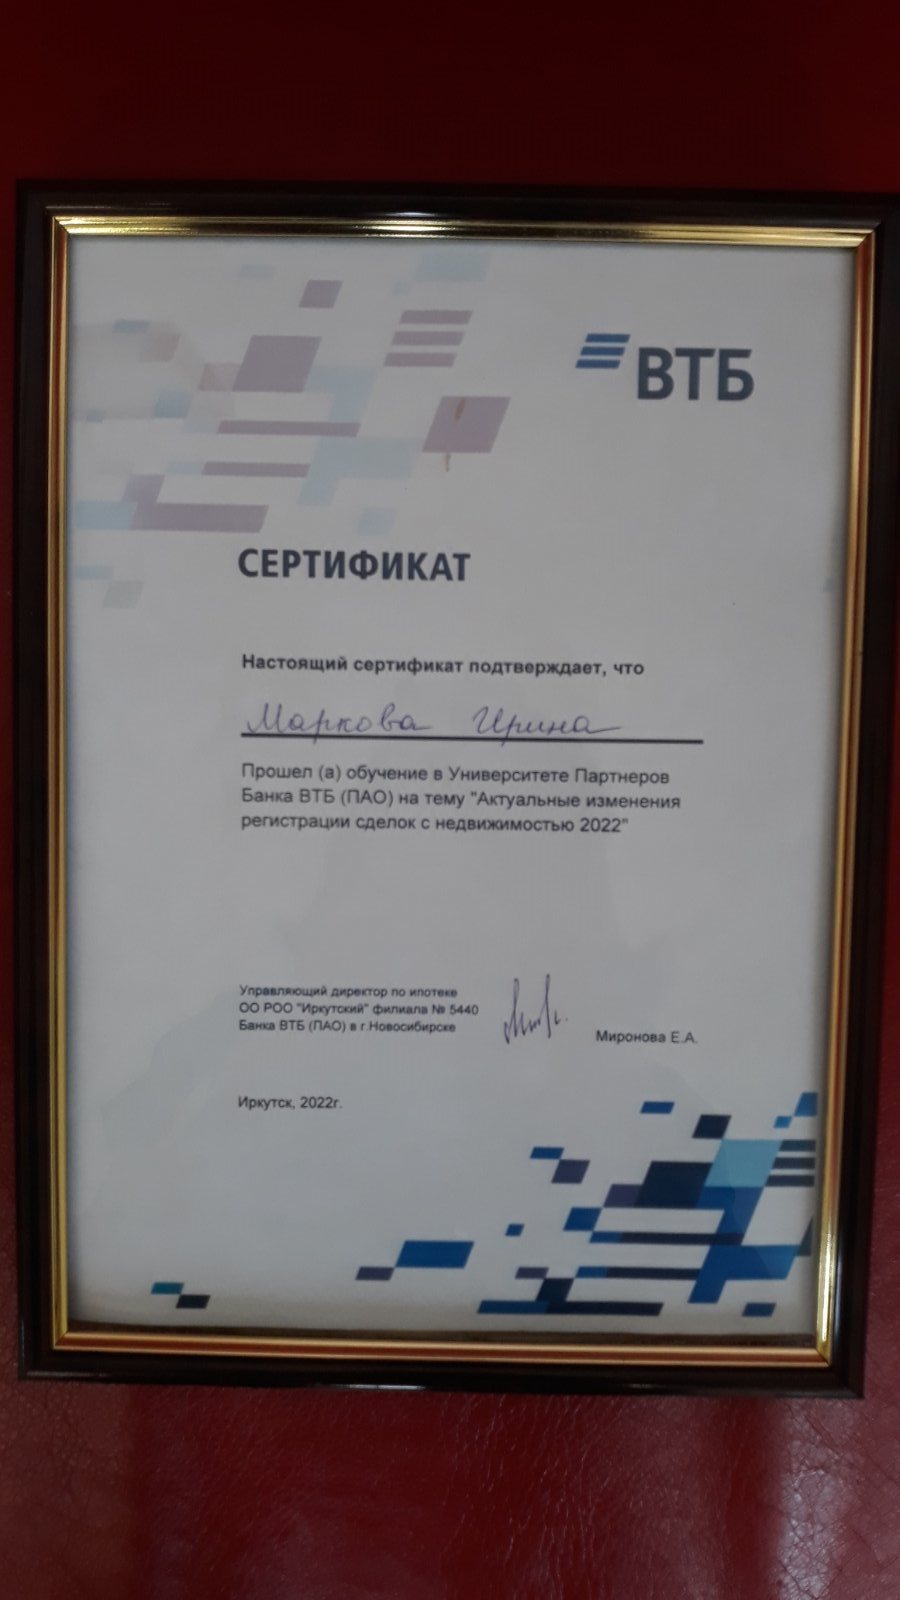 ВТБ
СЕРТИФИКАТ
Настоящий сертификат подтверждает, что
Маркова Ирина
Прошел (а) обучение в Университете Партнеров
Банка ВТБ (ПАО) на тему "Актуальные изменения
регистрации сделок с недвижимостью 2022"
Управляющий директор по ипотеке
ОО РОО "Иркутский" филиала № 5440
Банка ВТБ (ПАО) в г.Новосибирске
Миронова Е.А.
Иркутск, 2022г.